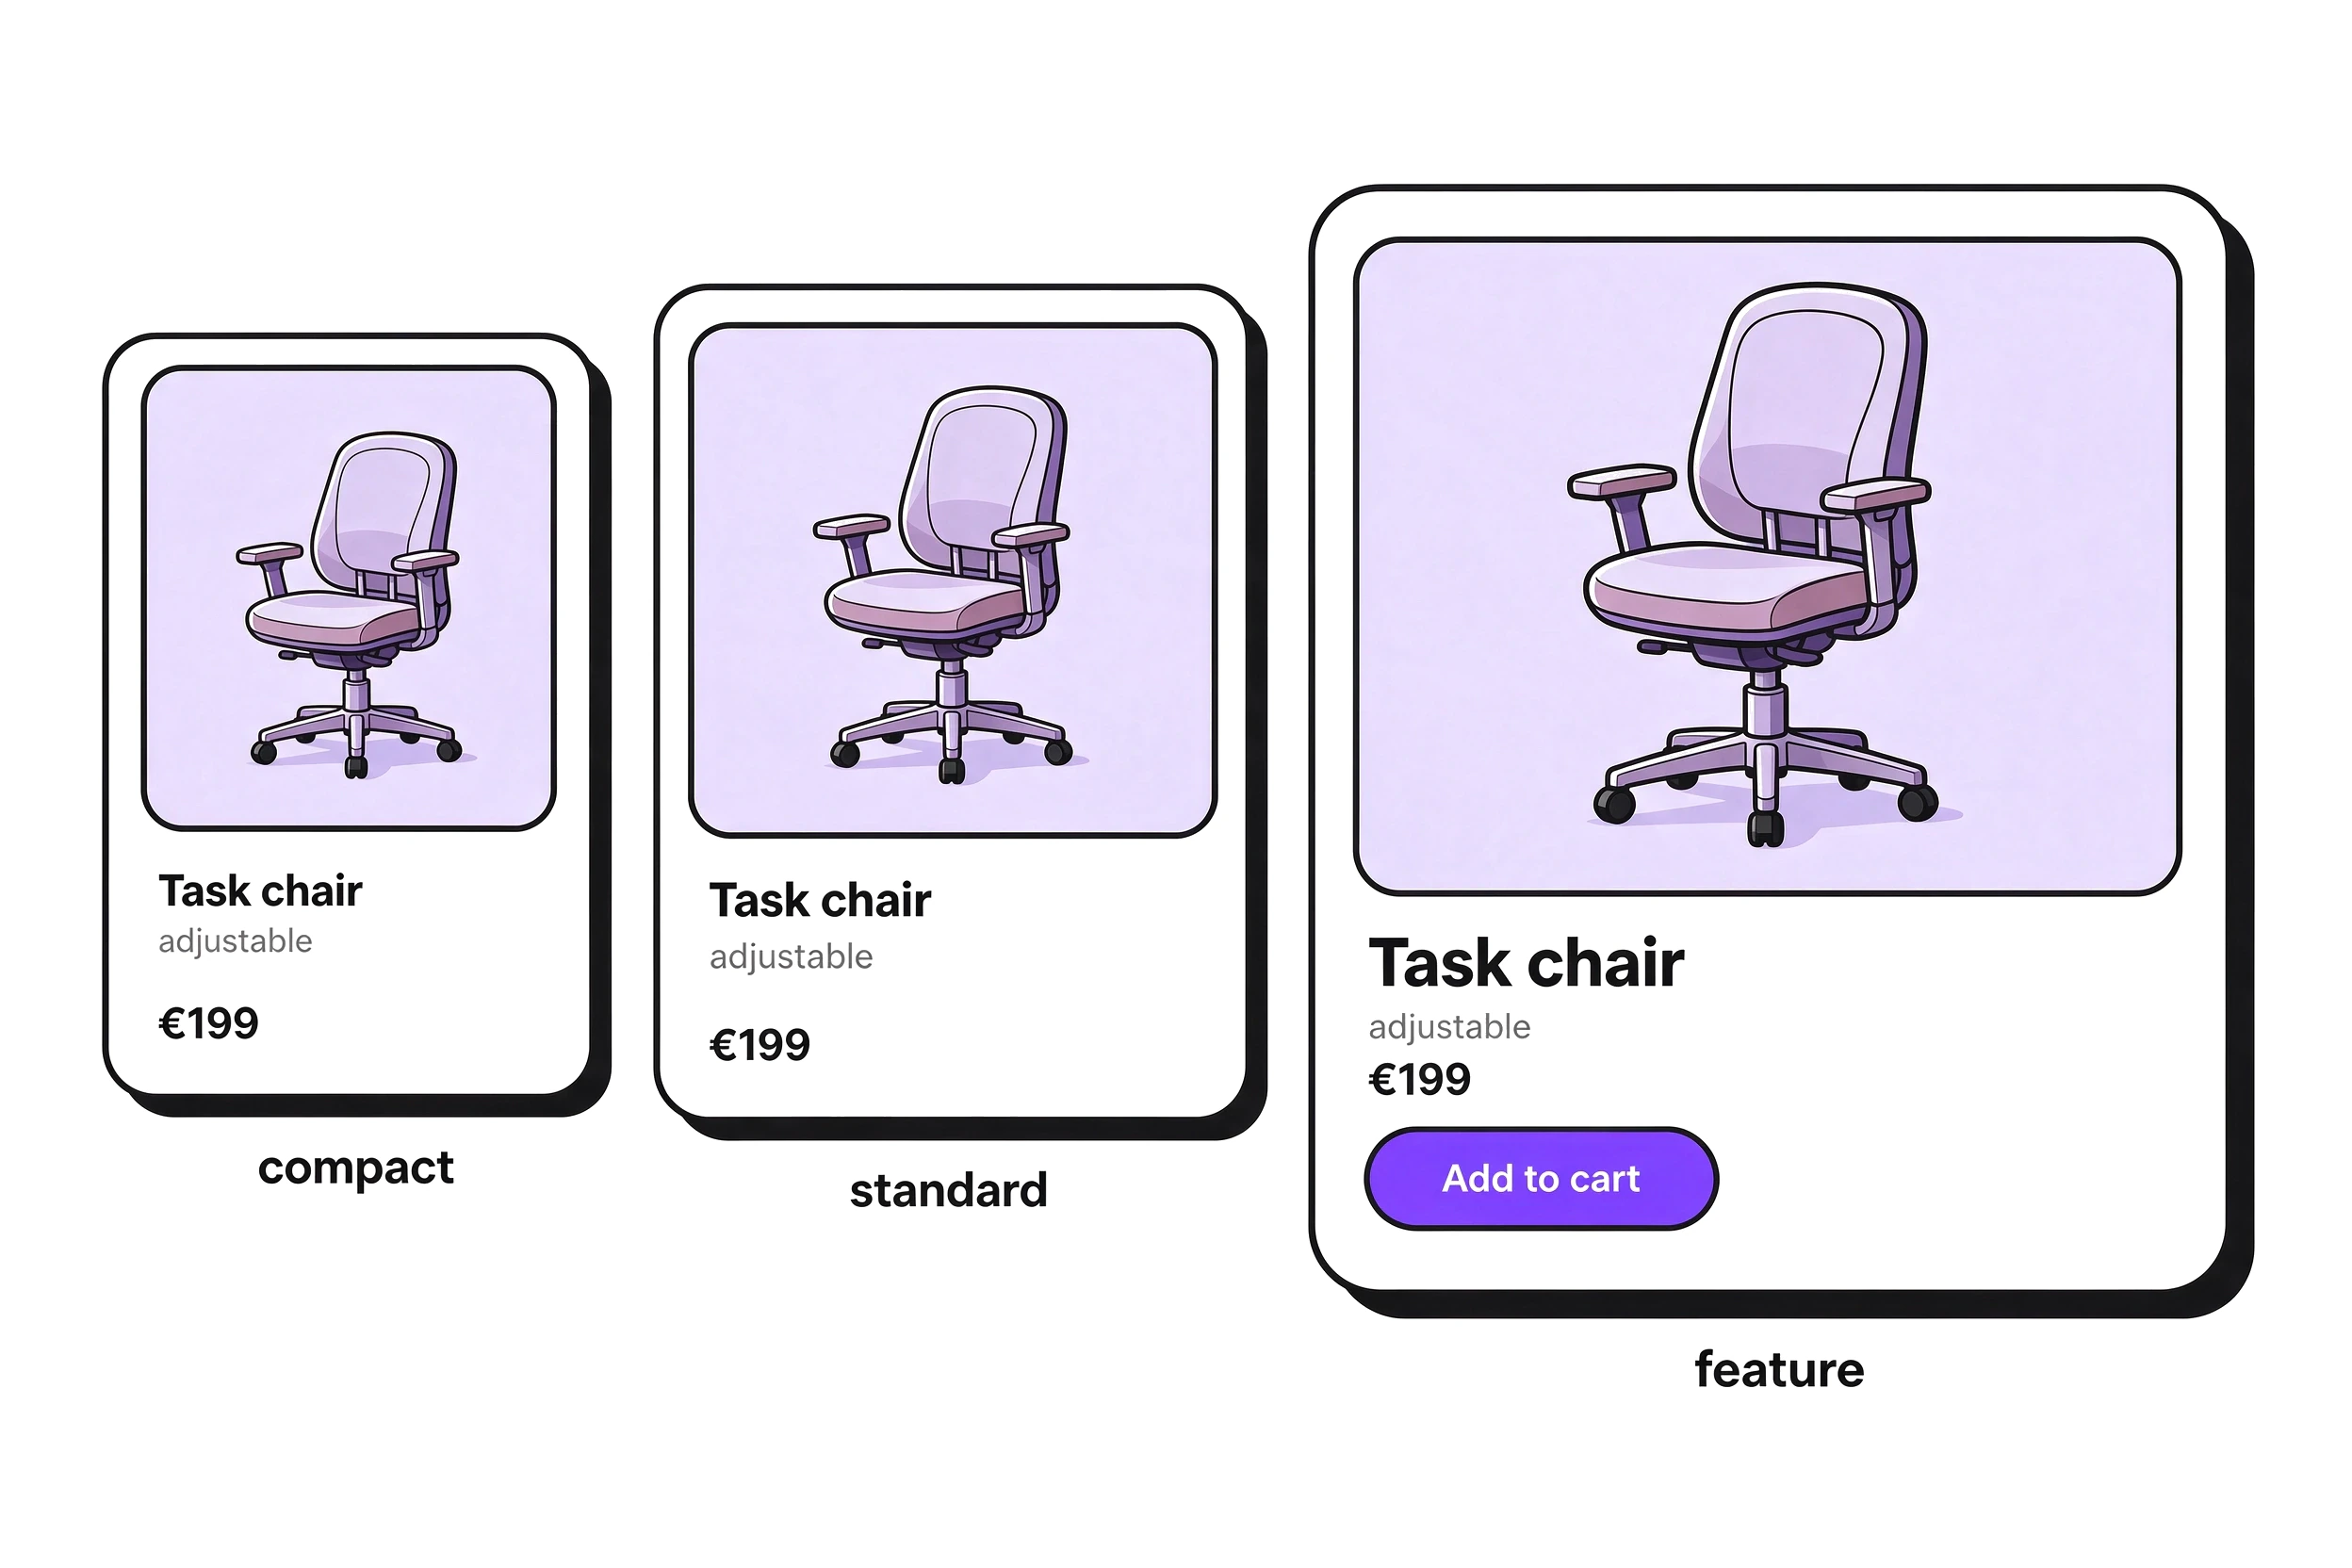 Task chair
adjustable
€199
compact
Task chair
adjustable
€199
standard
Task chair
adjustable
€199
Add to cart
feature